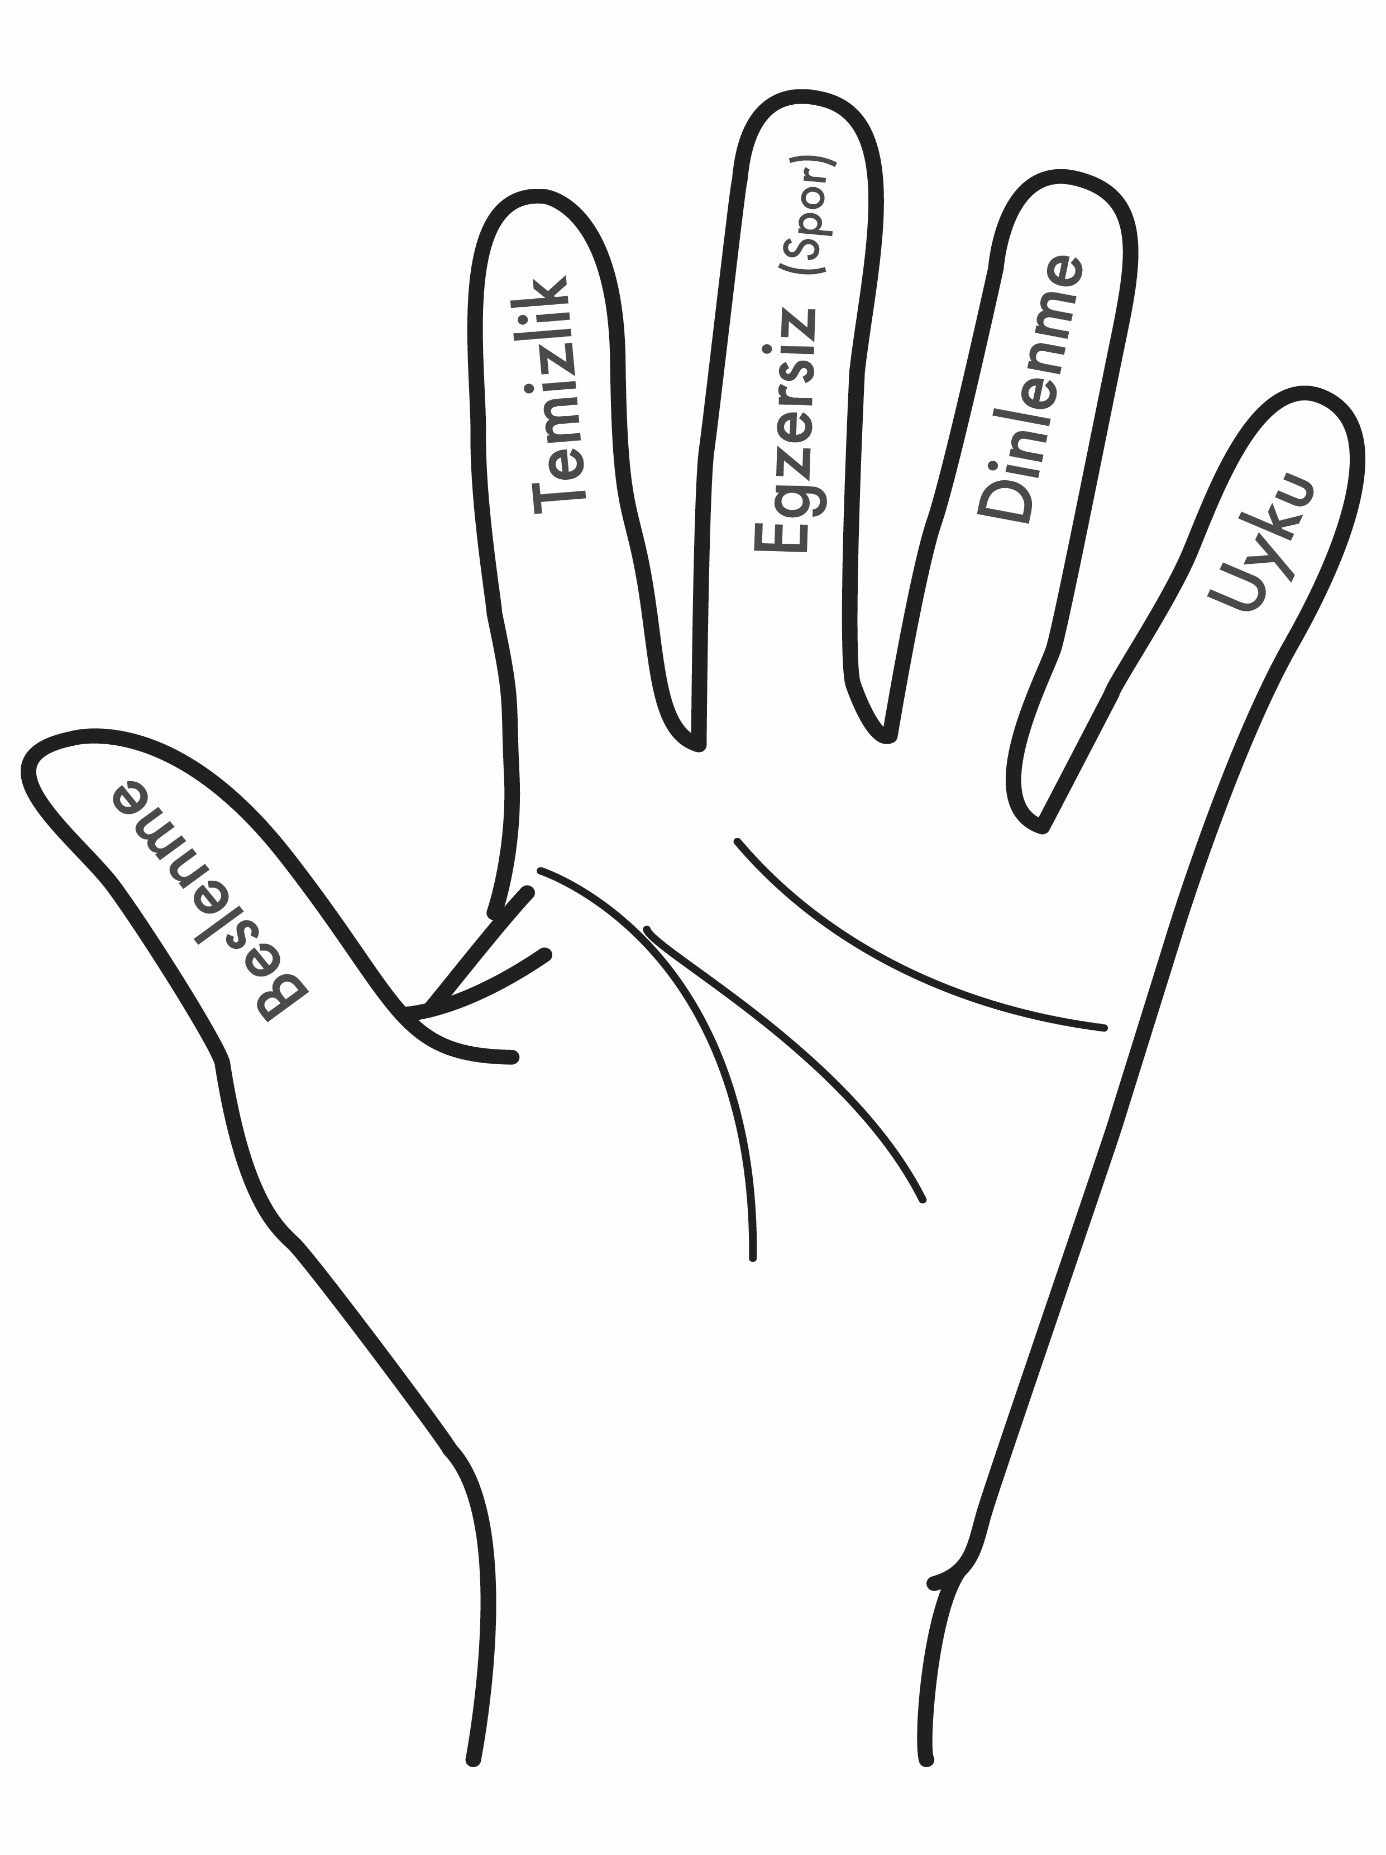 Beslenme
Temizlik
Egzersiz (Spor)
Dinlenme
Uyku